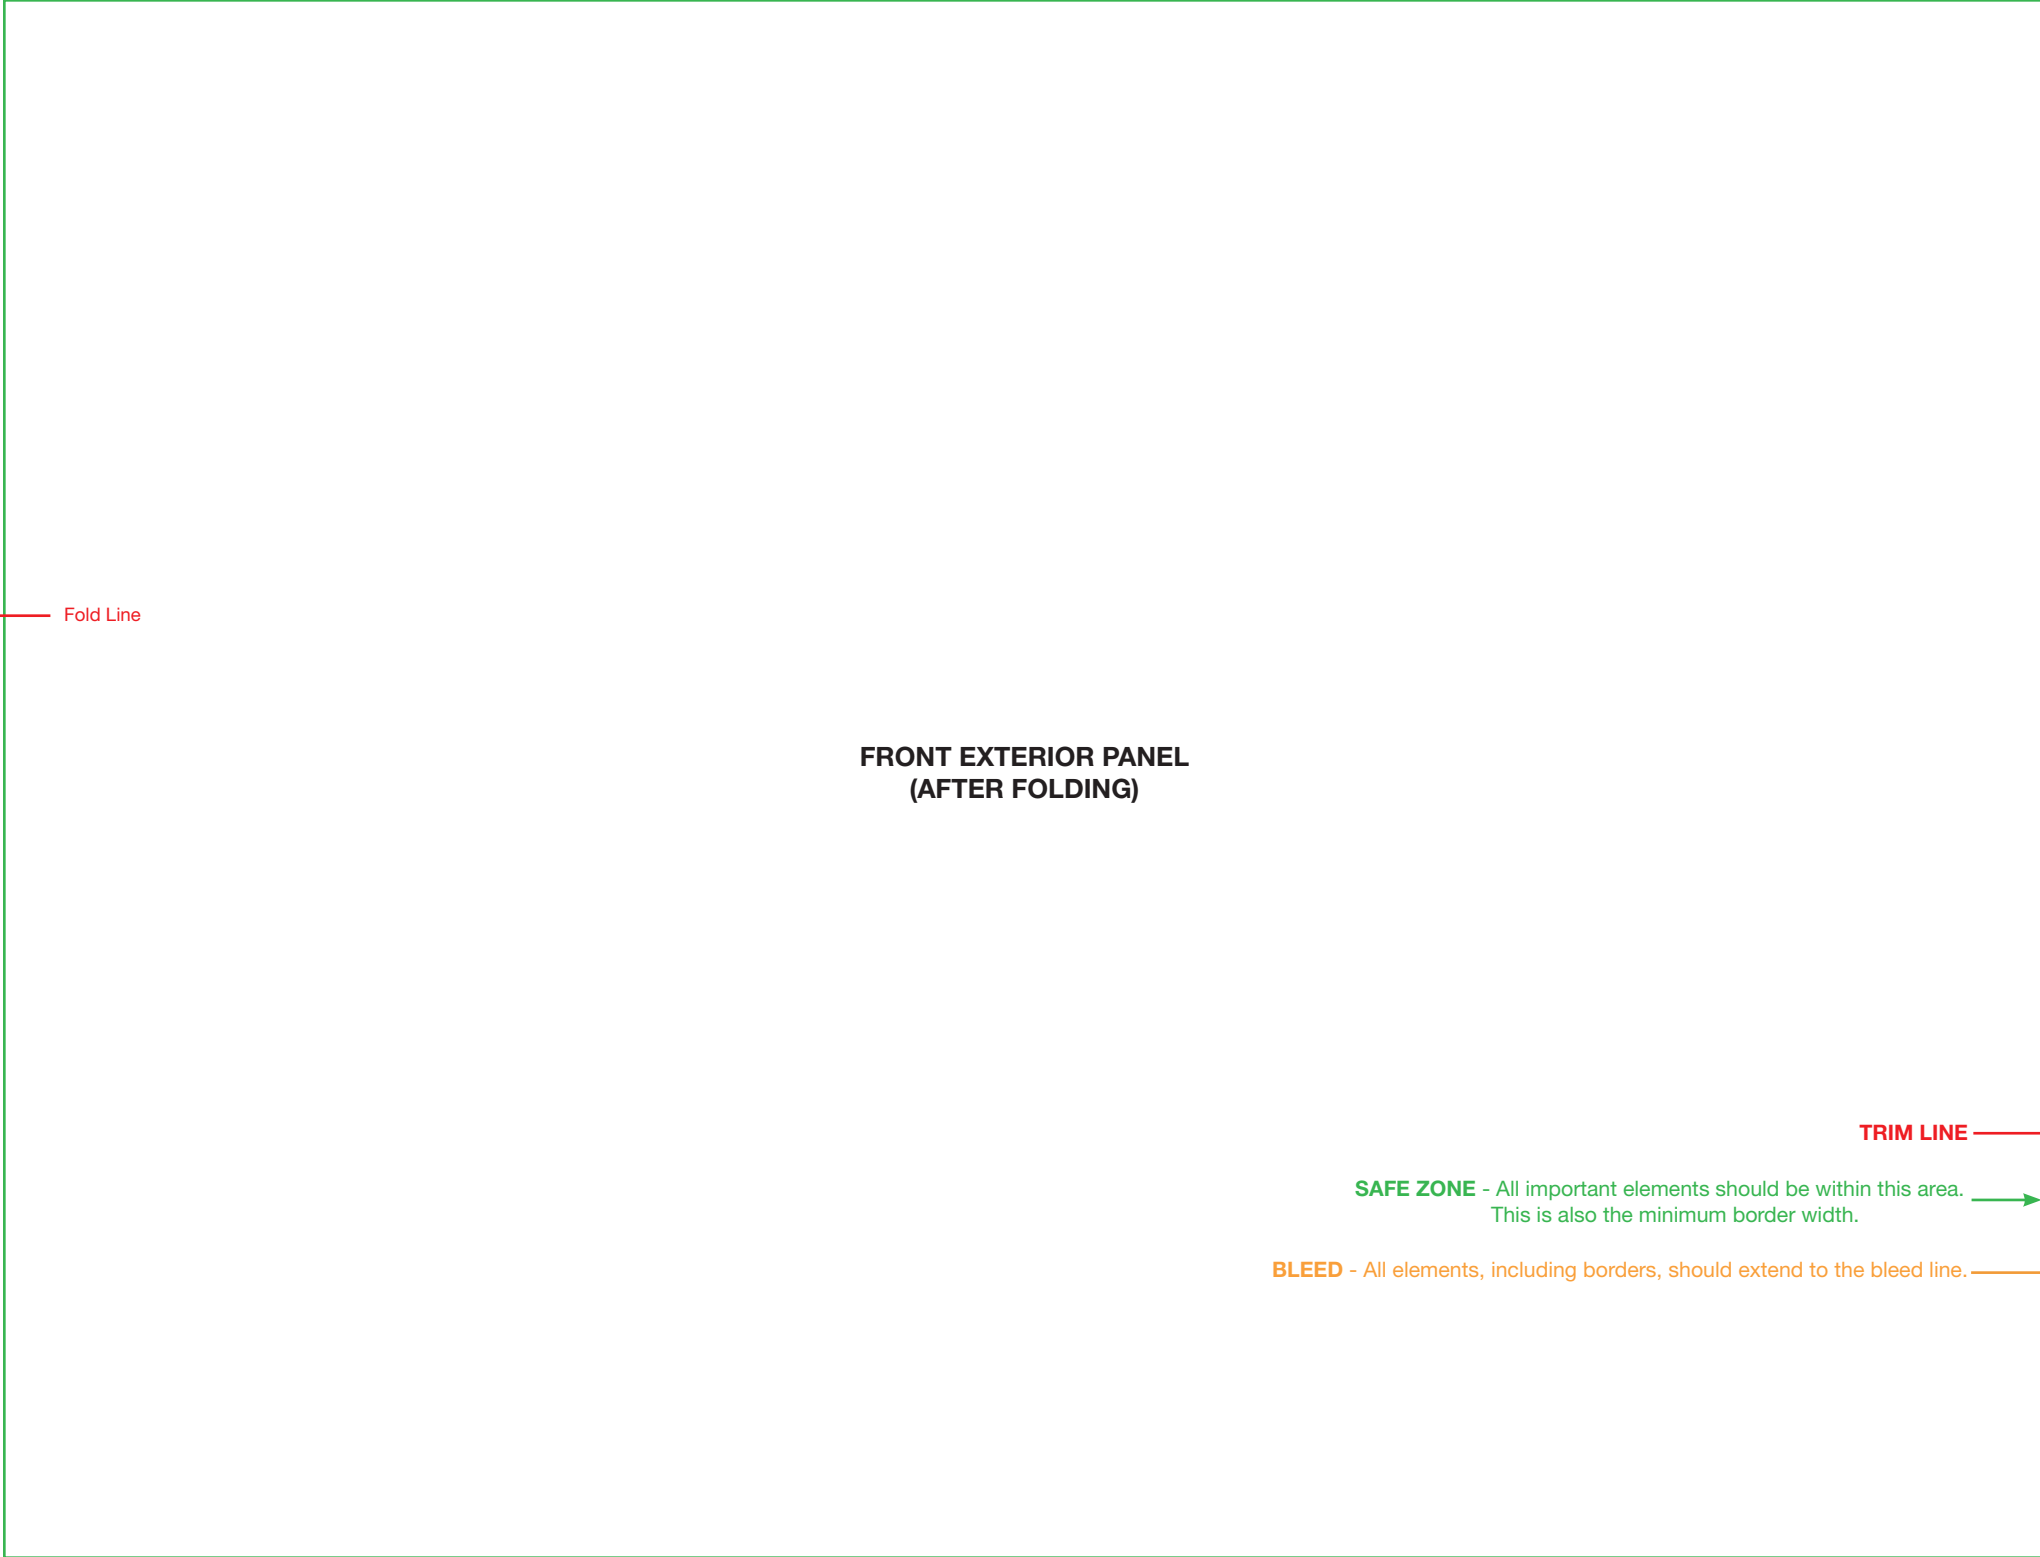 Fold Line
FRONT EXTERIOR PANEL
(AFTER FOLDING)
TRIM LINE
SAFE ZONE - All important elements should be within this area.
This is also the minimum border width.
BLEED - All elements, including borders, should extend to the bleed line.